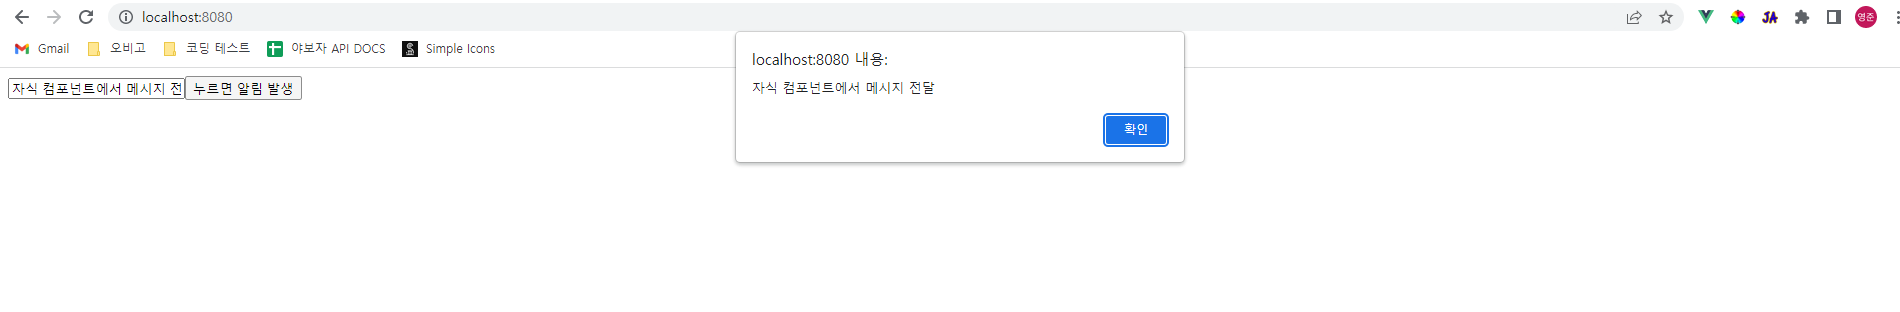 localhost:8080
영준
Gmail 오비고 코딩 테스트 야보자 API DOCS Simple Icons
localhost:8080 내용:
자식 컴포넌트에서 메시지 전달
확인
자식 컴포넌트에서 메시지 전 누르면 알림 발생